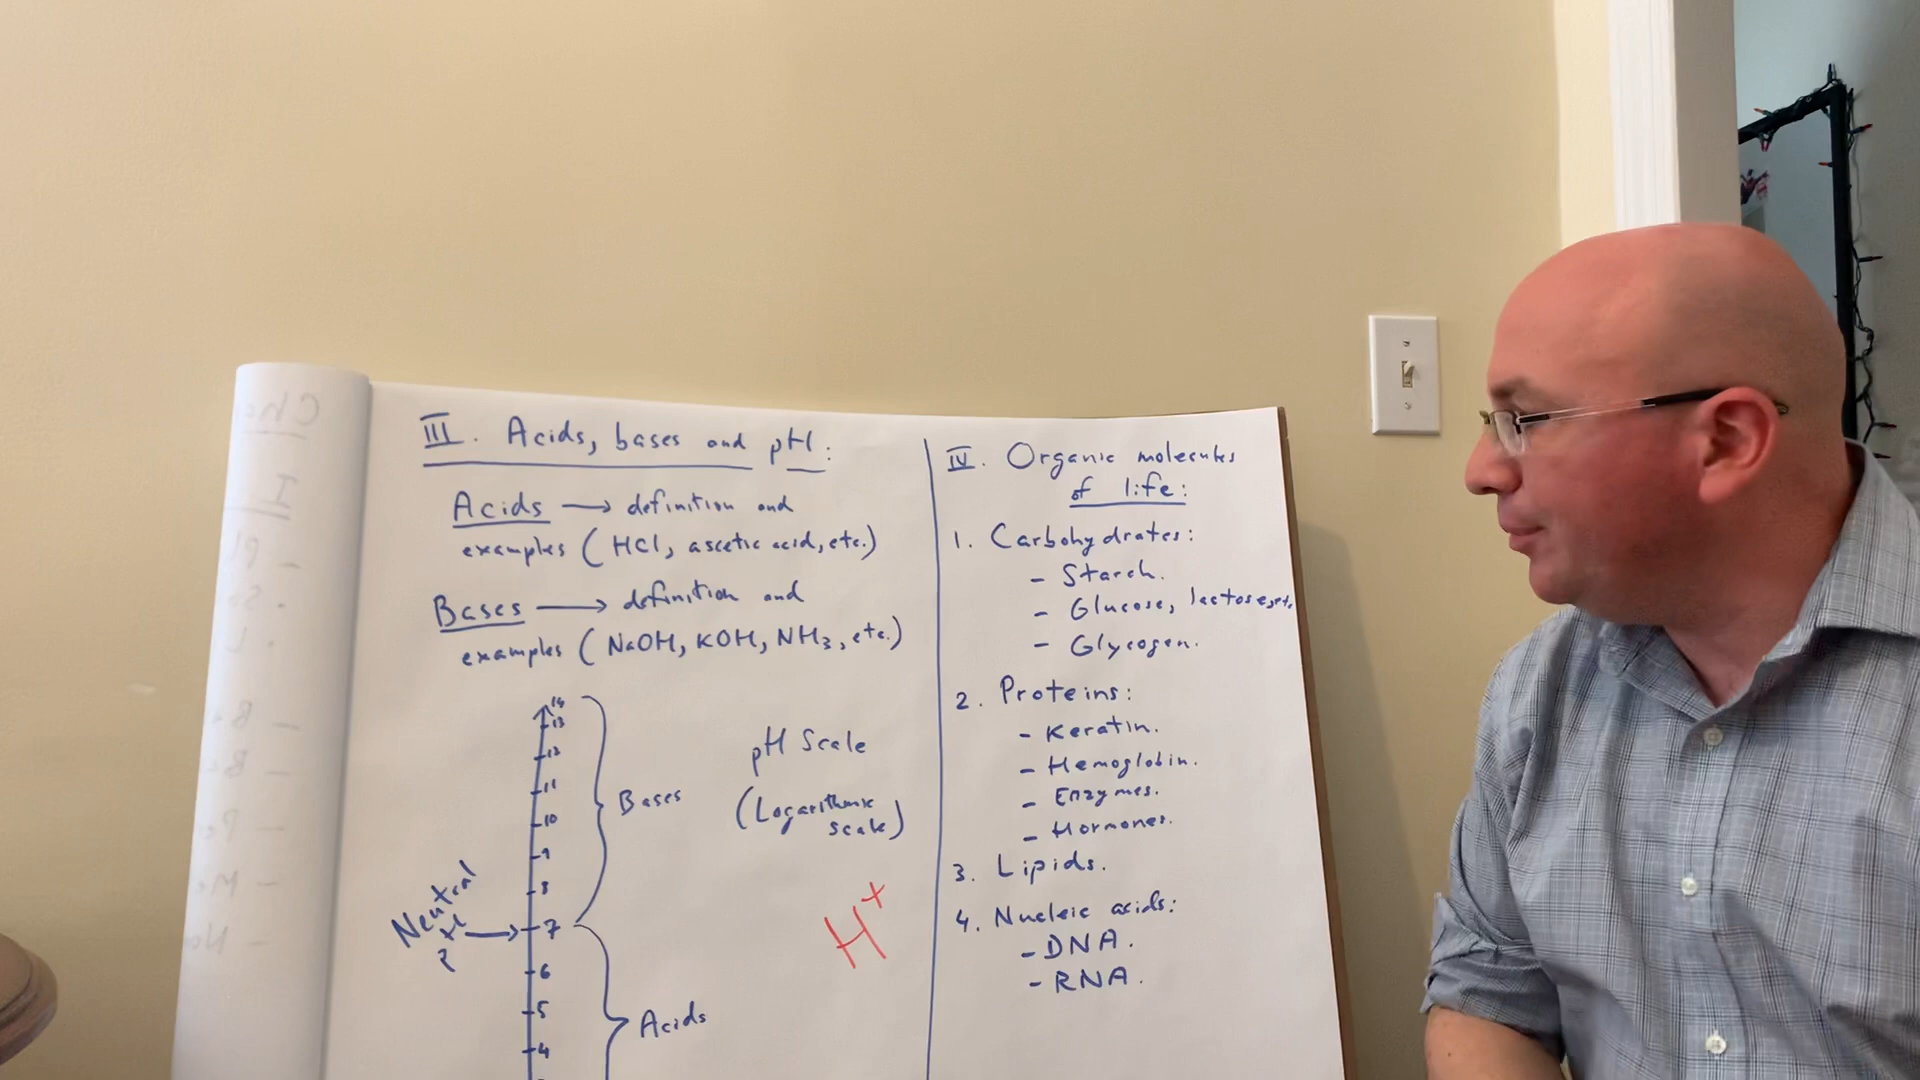 III. Acids, bases and pH:
Acids → definition and
examples (HCl, ascetic acid, etc.)
Bases → definition and
examples (NaOH, KOH, NH3, etc.)
14
13
12
11
10
9
8
7
6
5
4
Bases
Neutral
pH
Acids
pH Scale
(Logarithmic
scale)
H+
IV. Organic molecules
of life:
1. Carbohydrates:
- Starch.
- Glucose, lactose, etc.
- Glycogen.
2. Proteins:
- Keratin.
- Hemoglobin.
- Enzymes.
- Hormones.
3. Lipids.
4. Nucleic acids:
- DNA.
- RNA.